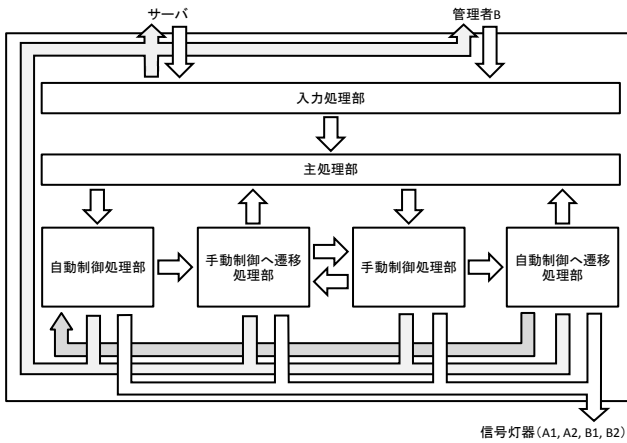 サーバ
管理者B
入力処理部
主処理部
自動制御処理部
手動制御へ遷移
処理部
手動制御処理部
自動制御へ遷移
処理部
信号灯器(A1, A2, B1, B2)